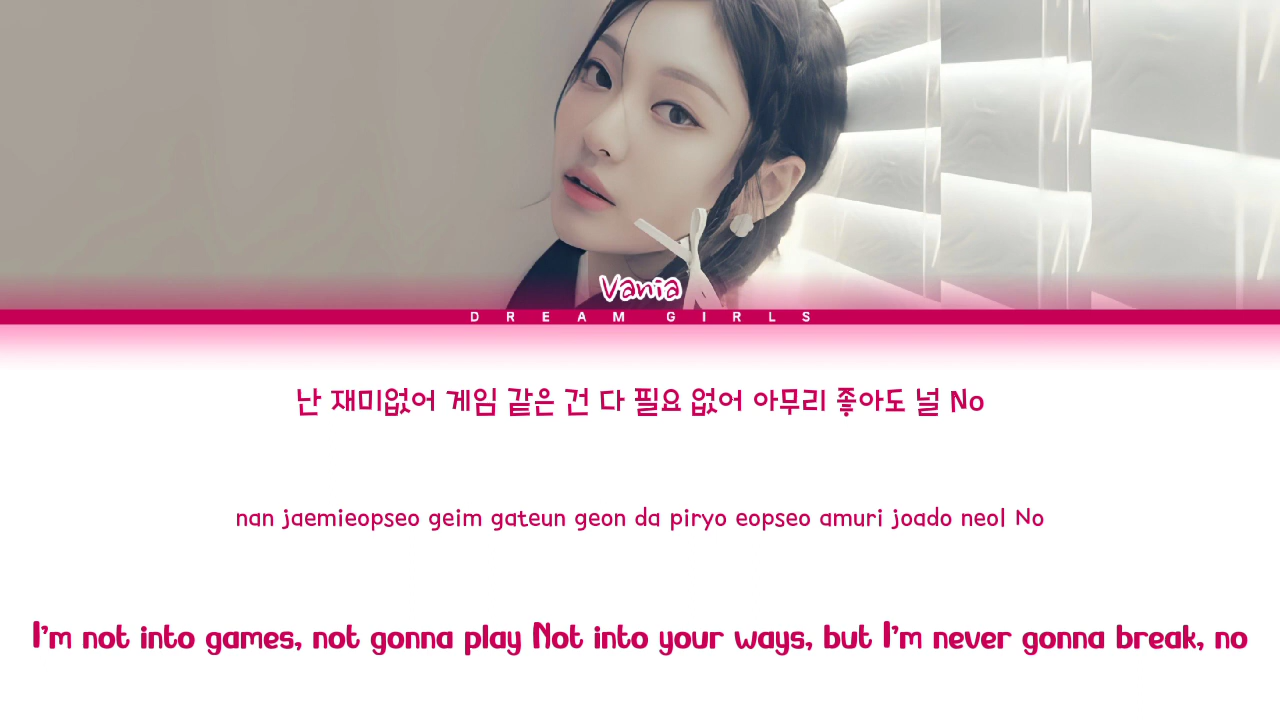 Vania
DREAM GIRLS
난 재미없어 게임 같은 건 다 필요 없어 아무리 좋아도 널 No
nan jaemieopseo geim gateun geon da piryo eopseo amuri joado neol No
I'm not into games, not gonna play Not into your ways, but I'm never gonna break, no